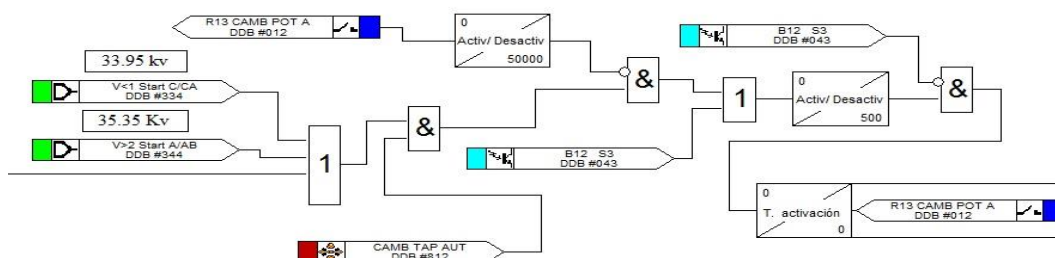 R13 CAMB POT A
DDB #012
0
Activ/ Desactiv
50000
B12 S3
DDB #043
33.95 kv
&
V<1 Start C/CA
DDB #334
1
0
Activ/ Desactiv
500
&
35.35 Kv
&
V>2 Start A/AB
DDB #344
1
B12 S3
DDB #043
0
T. activación
0
R13 CAMB POT A
DDB #012
CAMB TAP AUT
DDB #812